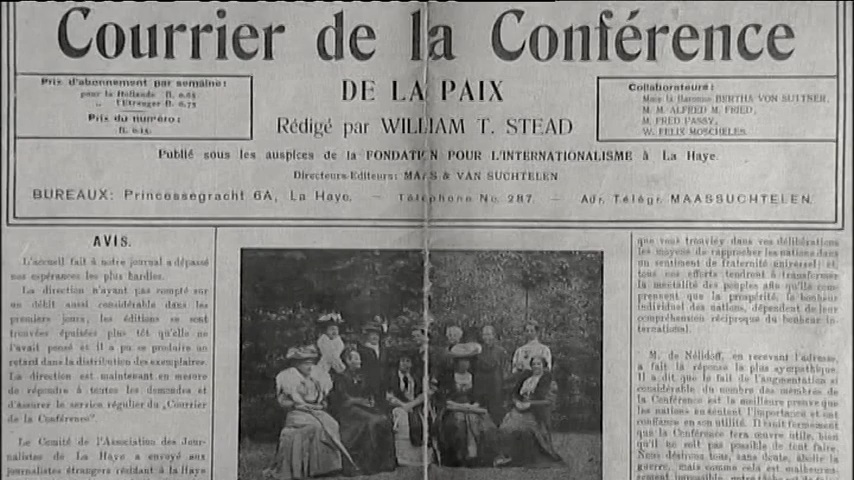 Courrier de la Conférence
DE LA PAIX
Rédigé par WILLIAM T. STEAD
Prix d'abonnement par semaine:
pour la Hollande fl. 0.65
„ l'Etranger fl. 0.75
Prix du numéro:
fl. 0.15.
Collaborateurs:
Mme la Baronne BERTHA VON SUTTNER,
M. M. ALFRED M. FRIED,
M. FRED PASSY,
W. FELIX MOSCHELES.
Publié sous les auspices de la FONDATION POUR L'INTERNATIONALISME à La Haye.
Directeurs-Editeurs: MAAS & VAN SUCHTELEN
BUREAUX: Princessegracht 6A, La Haye. — Téléphone No. 287. — Adr. Télégr. MAASSUCHTELEN.
AVIS.
L'accueil fait à notre journal a dépassé
nos espérances les plus hardies.
La direction n'ayant pas compté sur
un débit aussi considérable dans les
premiers jours, les éditions se sont
trouvées épuisées plus tôt qu'elle ne
l'avait pensé et il a pu se produire un
retard dans la distribution des exemplaires.
La direction est maintenant en mesure
de répondre à toutes les demandes et
d'assurer le service régulier du „Courrier
de la Conférence".
Le Comité de l'Association des Jour-
nalistes de La Haye a envoyé aux
journalistes étrangers résidant à la Haye
que vous trouviez dans vos délibérations
les moyens de rapprocher les nations dans
un sentiment de fraternité universel et
tous ces efforts tendront à transformer
la mentalité des peuples afin qu'ils com-
prennent que la prospérité, le bonheur
individuel des nations, dépendent de leur
compréhension réciproque du bonheur in-
ternational.
M. de Nélidoff, en recevant l'adresse,
a fait la réponse la plus sympathique.
Il a dit que le fait de l'augmentation si
considérable du nombre des membres de
la Conférence est la meilleure preuve que
les nations en sentent l'importance et ont
confiance en son utilité. Il croit fermement
que la Conférence fera œuvre utile, bien
qu'il ne soit pas possible de tout faire.
Nous désirons tous, sans doute, abolir la
guerre, mais comme cela est malheureu-
sement impossible, notre tâche est de